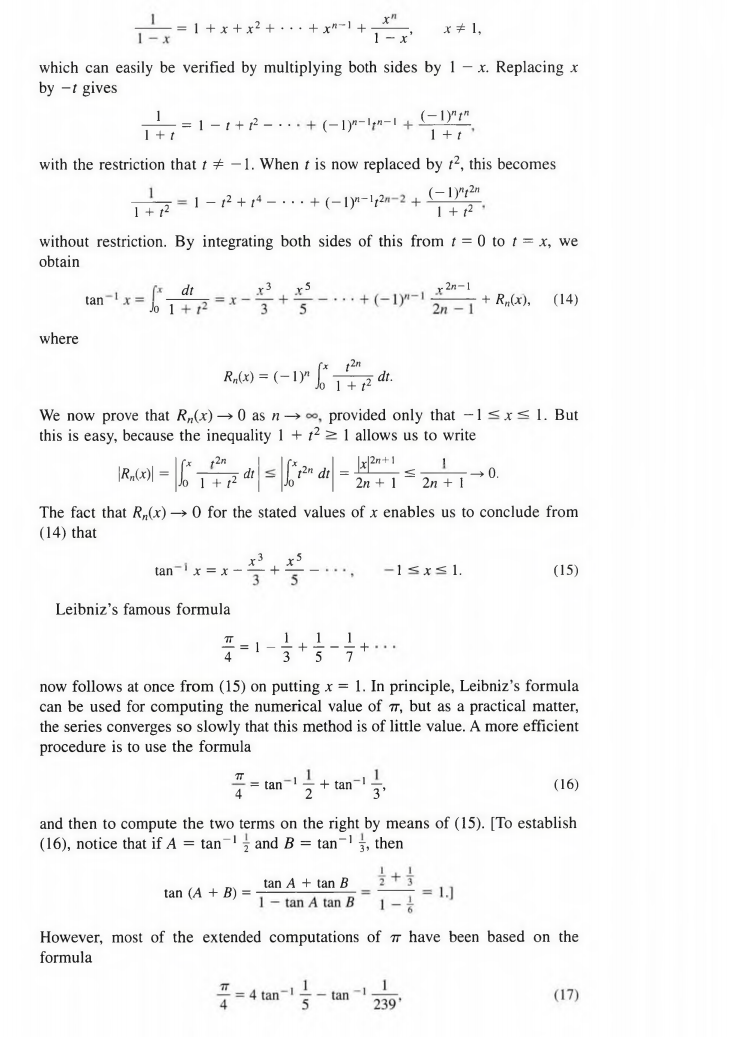 1/(1 − x) = 1 + x + x² + · · · + xⁿ⁻¹ + xⁿ/(1 − x), x ≠ 1,
which can easily be verified by multiplying both sides by 1 − x. Replacing x
by −t gives
1/(1 + t) = 1 − t + t² − · · · + (−1)ⁿ⁻¹tⁿ⁻¹ + (−1)ⁿtⁿ/(1 + t),
with the restriction that t ≠ −1. When t is now replaced by t², this becomes
1/(1 + t²) = 1 − t² + t⁴ − · · · + (−1)ⁿ⁻¹t²ⁿ⁻² + (−1)ⁿt²ⁿ/(1 + t²),
without restriction. By integrating both sides of this from t = 0 to t = x, we
obtain
tan⁻¹ x = ∫₀ˣ dt/(1 + t²) = x − x³/3 + x⁵/5 − · · · + (−1)ⁿ⁻¹ x²ⁿ⁻¹/(2n − 1) + Rₙ(x), (14)
where
Rₙ(x) = (−1)ⁿ ∫₀ˣ t²ⁿ/(1 + t²) dt.
We now prove that Rₙ(x) → 0 as n → ∞, provided only that −1 ≤ x ≤ 1. But
this is easy, because the inequality 1 + t² ≥ 1 allows us to write
|Rₙ(x)| = |∫₀ˣ t²ⁿ/(1 + t²) dt| ≤ |∫₀ˣ t²ⁿ dt| = |x|²ⁿ⁺¹/(2n + 1) ≤ 1/(2n + 1) → 0.
The fact that Rₙ(x) → 0 for the stated values of x enables us to conclude from
(14) that
tan⁻¹ x = x − x³/3 + x⁵/5 − · · ·, −1 ≤ x ≤ 1. (15)
Leibniz's famous formula
π/4 = 1 − 1/3 + 1/5 − 1/7 + · · ·
now follows at once from (15) on putting x = 1. In principle, Leibniz's formula
can be used for computing the numerical value of π, but as a practical matter,
the series converges so slowly that this method is of little value. A more efficient
procedure is to use the formula
π/4 = tan⁻¹ 1/2 + tan⁻¹ 1/3, (16)
and then to compute the two terms on the right by means of (15). [To establish
(16), notice that if A = tan⁻¹ 1/2 and B = tan⁻¹ 1/3, then
tan (A + B) = (tan A + tan B)/(1 − tan A tan B) = (1/2 + 1/3)/(1 − 1/6) = 1.]
However, most of the extended computations of π have been based on the
formula
π/4 = 4 tan⁻¹ 1/5 − tan⁻¹ 1/239, (17)